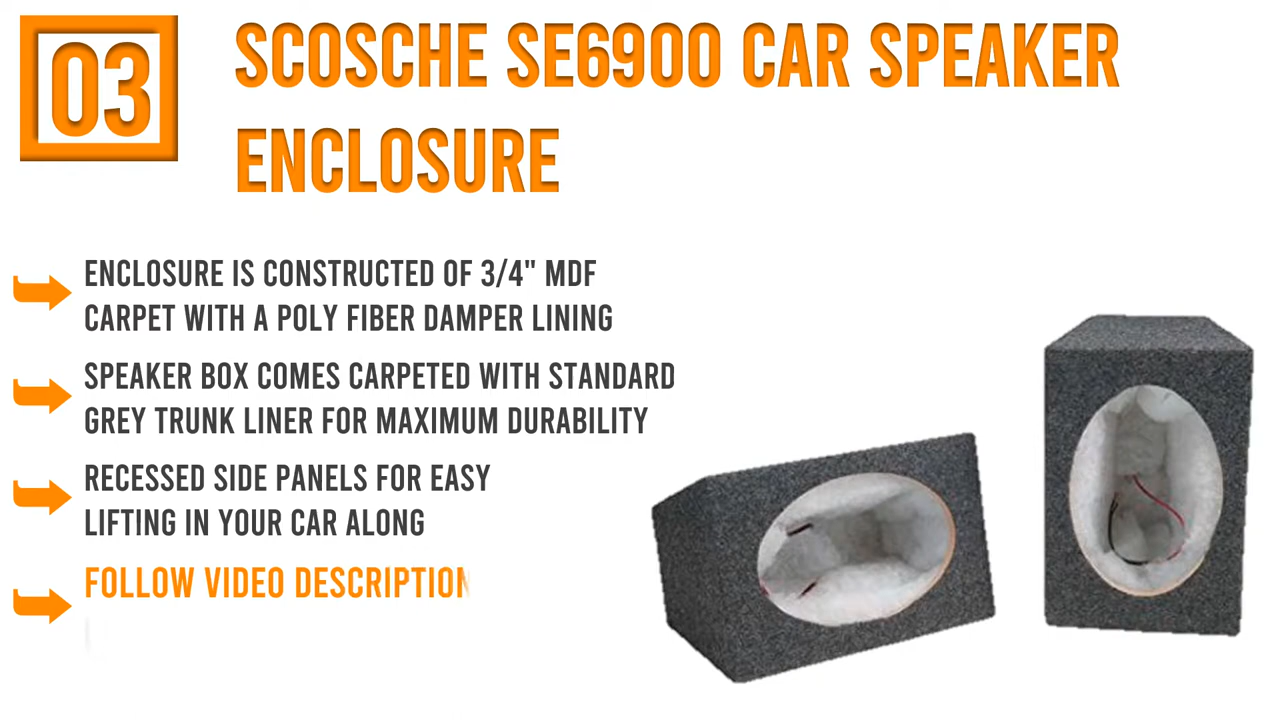 03
SCOSCHE SE6900 CAR SPEAKER
ENCLOSURE
ENCLOSURE IS CONSTRUCTED OF 3/4" MDF
CARPET WITH A POLY FIBER DAMPER LINING
SPEAKER BOX COMES CARPETED WITH STANDARD
GREY TRUNK LINER FOR MAXIMUM DURABILITY
RECESSED SIDE PANELS FOR EASY
LIFTING IN YOUR CAR ALONG
FOLLOW VIDEO DESCRIPTION